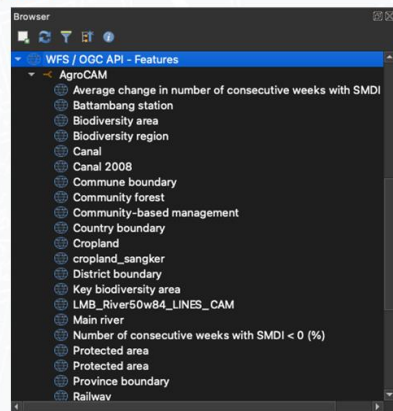 Browser
WFS / OGC API - Features
AgroCAM
Average change in number of consecutive weeks with SMDI
Battambang station
Biodiversity area
Biodiversity region
Canal
Canal 2008
Commune boundary
Community forest
Community-based management
Country boundary
Cropland
cropland_sangker
District boundary
Key biodiversity area
LMB_River50w84_LINES_CAM
Main river
Number of consecutive weeks with SMDI < 0 (%)
Protected area
Protected area
Province boundary
Railway